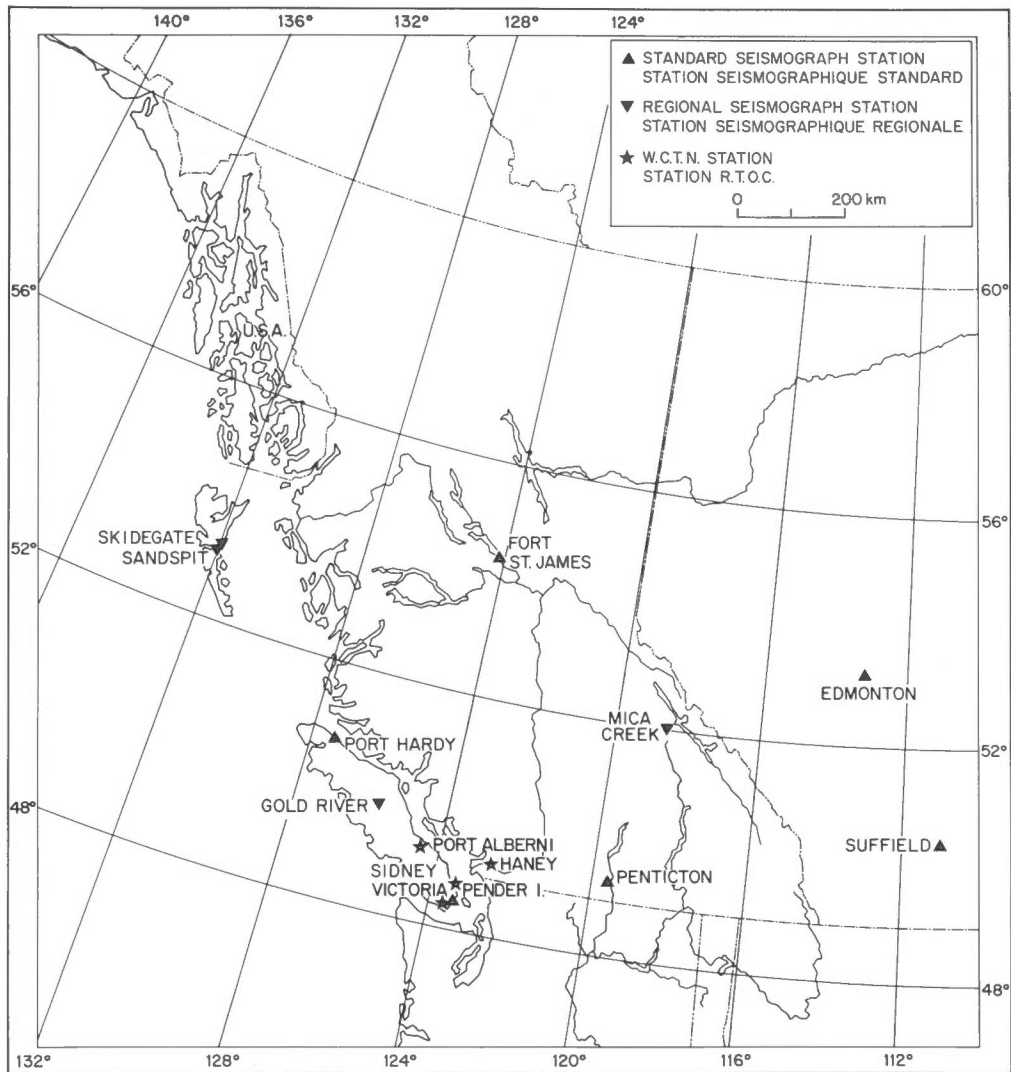 140°
136°
132°
128°
124°
▲ STANDARD SEISMOGRAPH STATION
STATION SEISMOGRAPHIQUE STANDARD
▼ REGIONAL SEISMOGRAPH STATION
STATION SEISMOGRAPHIQUE REGIONALE
★ W.C.T.N. STATION
STATION R.T.O.C.
0 200 km
56°
60°
U.S.A.
SKIDEGATE
SANDSPIT
52°
FORT
ST. JAMES
56°
EDMONTON
MICA
CREEK
52°
PORT HARDY
48°
GOLD RIVER
PORT ALBERNI
HANEY
SIDNEY
VICTORIA
PENDER I.
PENTICTON
SUFFIELD
48°
132°
128°
124°
120°
116°
112°